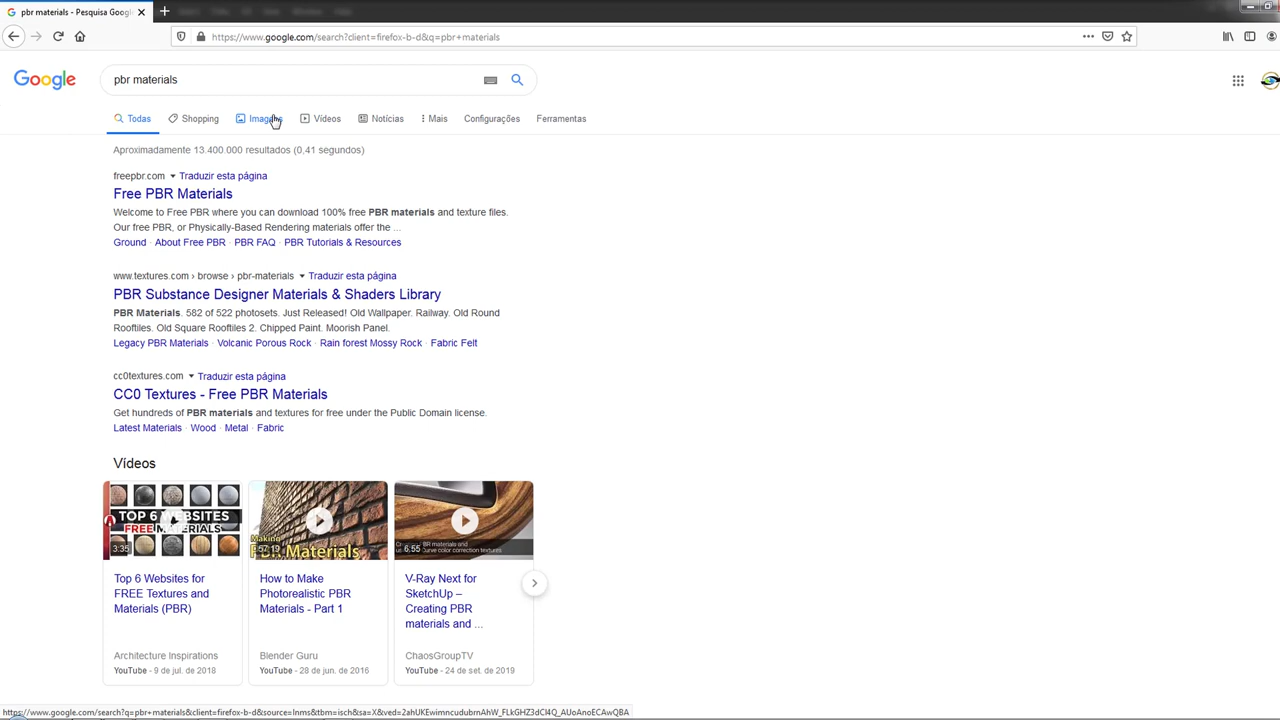 pbr materials - Pesquisa Googl
https://www.google.com/search?client=firefox-b-d&q=pbr+materials
Google
pbr materials
Todas Shopping Imagens Vídeos Notícias Mais Configurações Ferramentas
Aproximadamente 13.400.000 resultados (0,41 segundos)
freepbr.com Traduzir esta página
Free PBR Materials
Welcome to Free PBR where you can download 100% free PBR materials and texture files.
Our free PBR, or Physically-Based Rendering materials offer the ...
Ground · About Free PBR · PBR FAQ · PBR Tutorials & Resources
www.textures.com › browse › pbr-materials Traduzir esta página
PBR Substance Designer Materials & Shaders Library
PBR Materials. 582 of 522 photosets. Just Released! Old Wallpaper. Railway. Old Round
Rooftiles. Old Square Rooftiles 2. Chipped Paint. Moorish Panel.
Legacy PBR Materials · Volcanic Porous Rock · Rain forest Mossy Rock · Fabric Felt
cc0textures.com Traduzir esta página
CC0 Textures - Free PBR Materials
Get hundreds of PBR materials and textures for free under the Public Domain license.
Latest Materials · Wood · Metal · Fabric
Vídeos
TOP 6 WEBSITES
FREE MATERIALS
3:35
Making
PBR Materials
57:19
6:55
Top 6 Websites for
FREE Textures and
Materials (PBR)
Architecture Inspirations
YouTube - 9 de jul. de 2018
How to Make
Photorealistic PBR
Materials - Part 1
Blender Guru
YouTube - 28 de jun. de 2016
V-Ray Next for
SketchUp –
Creating PBR
materials and ...
ChaosGroupTV
YouTube - 24 de set. de 2019